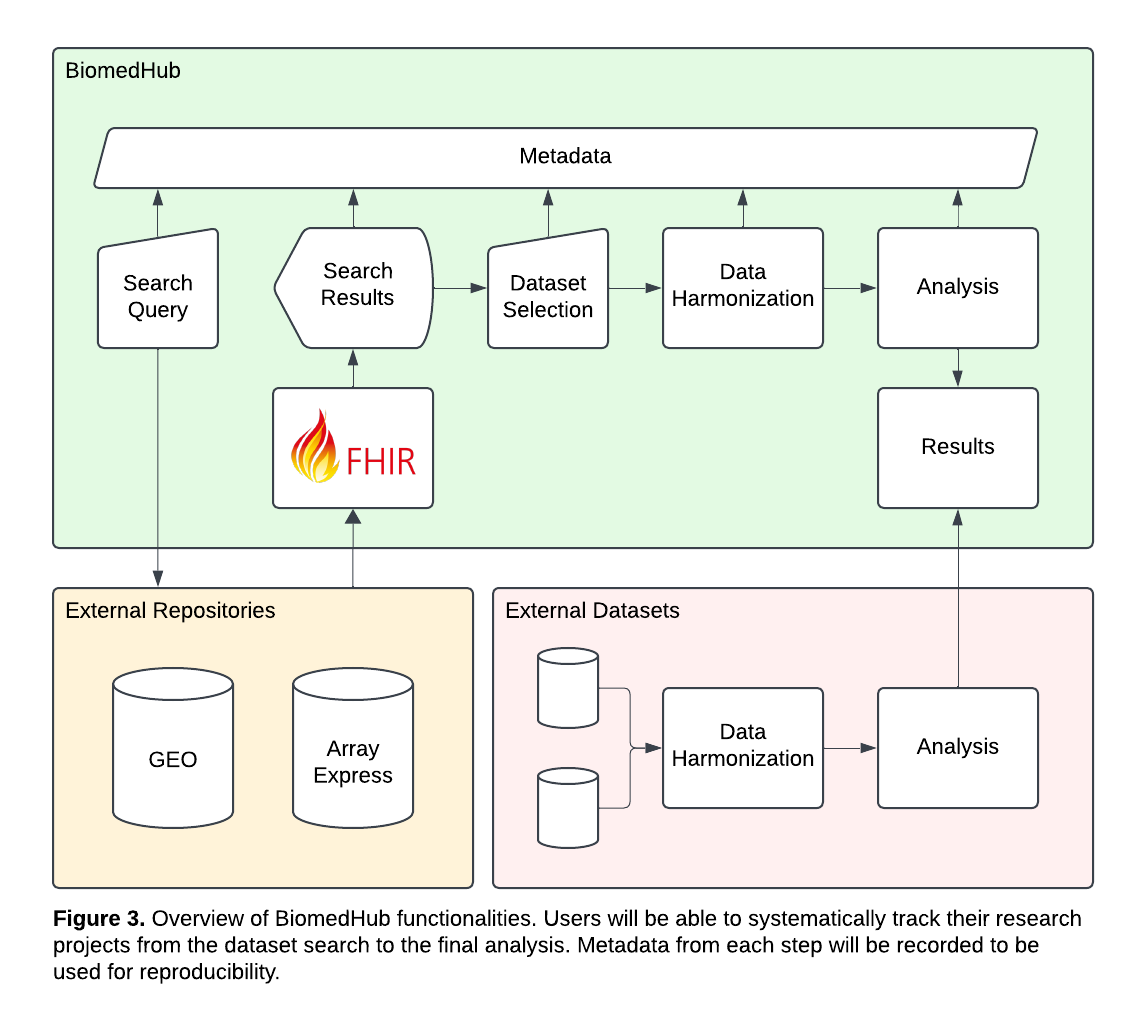 BiomedHub
Metadata
Search
Query
Search
Results
Dataset
Selection
Data
Harmonization
Analysis
FHIR
Results
External Repositories
GEO
Array
Express
External Datasets
Data
Harmonization
Analysis
Figure 3. Overview of BiomedHub functionalities. Users will be able to systematically track their research
projects from the dataset search to the final analysis. Metadata from each step will be recorded to be
used for reproducibility.